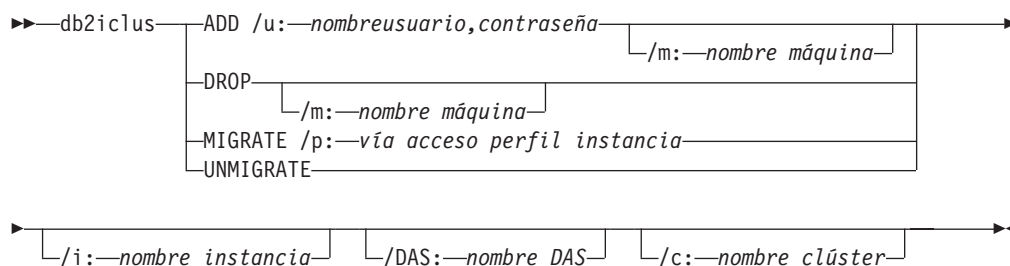 db2iclus ADD /u: nombreusuario,contraseña
/m: nombre máquina
DROP
/m: nombre máquina
MIGRATE /p: vía acceso perfil instancia
UNMIGRATE
/i: nombre instancia /DAS: nombre DAS /c: nombre clúster